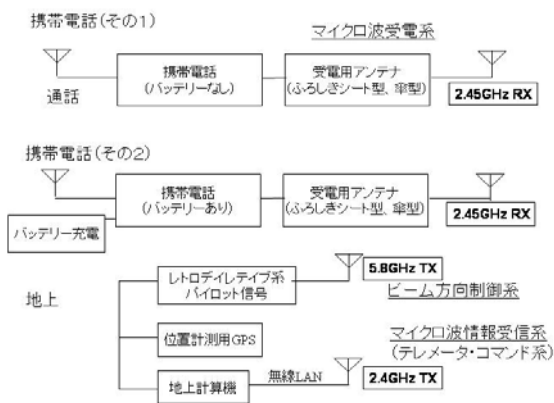 携帯電話(その1)
マイクロ波受電系
携帯電話
(バッテリーなし)
受電用アンテナ
(ふろしきシート型、傘型)
通話
2.45GHz RX
携帯電話(その2)
携帯電話
(バッテリーあり)
受電用アンテナ
(ふろしきシート型、傘型)
2.45GHz RX
バッテリー充電
地上
レトロデイレテイブ系
パイロット信号
5.8GHz TX
ビーム方向制御系
位置計測用GPS
マイクロ波情報受信系
(テレメータ・コマンド系)
地上計算機
無線LAN
2.4GHz TX